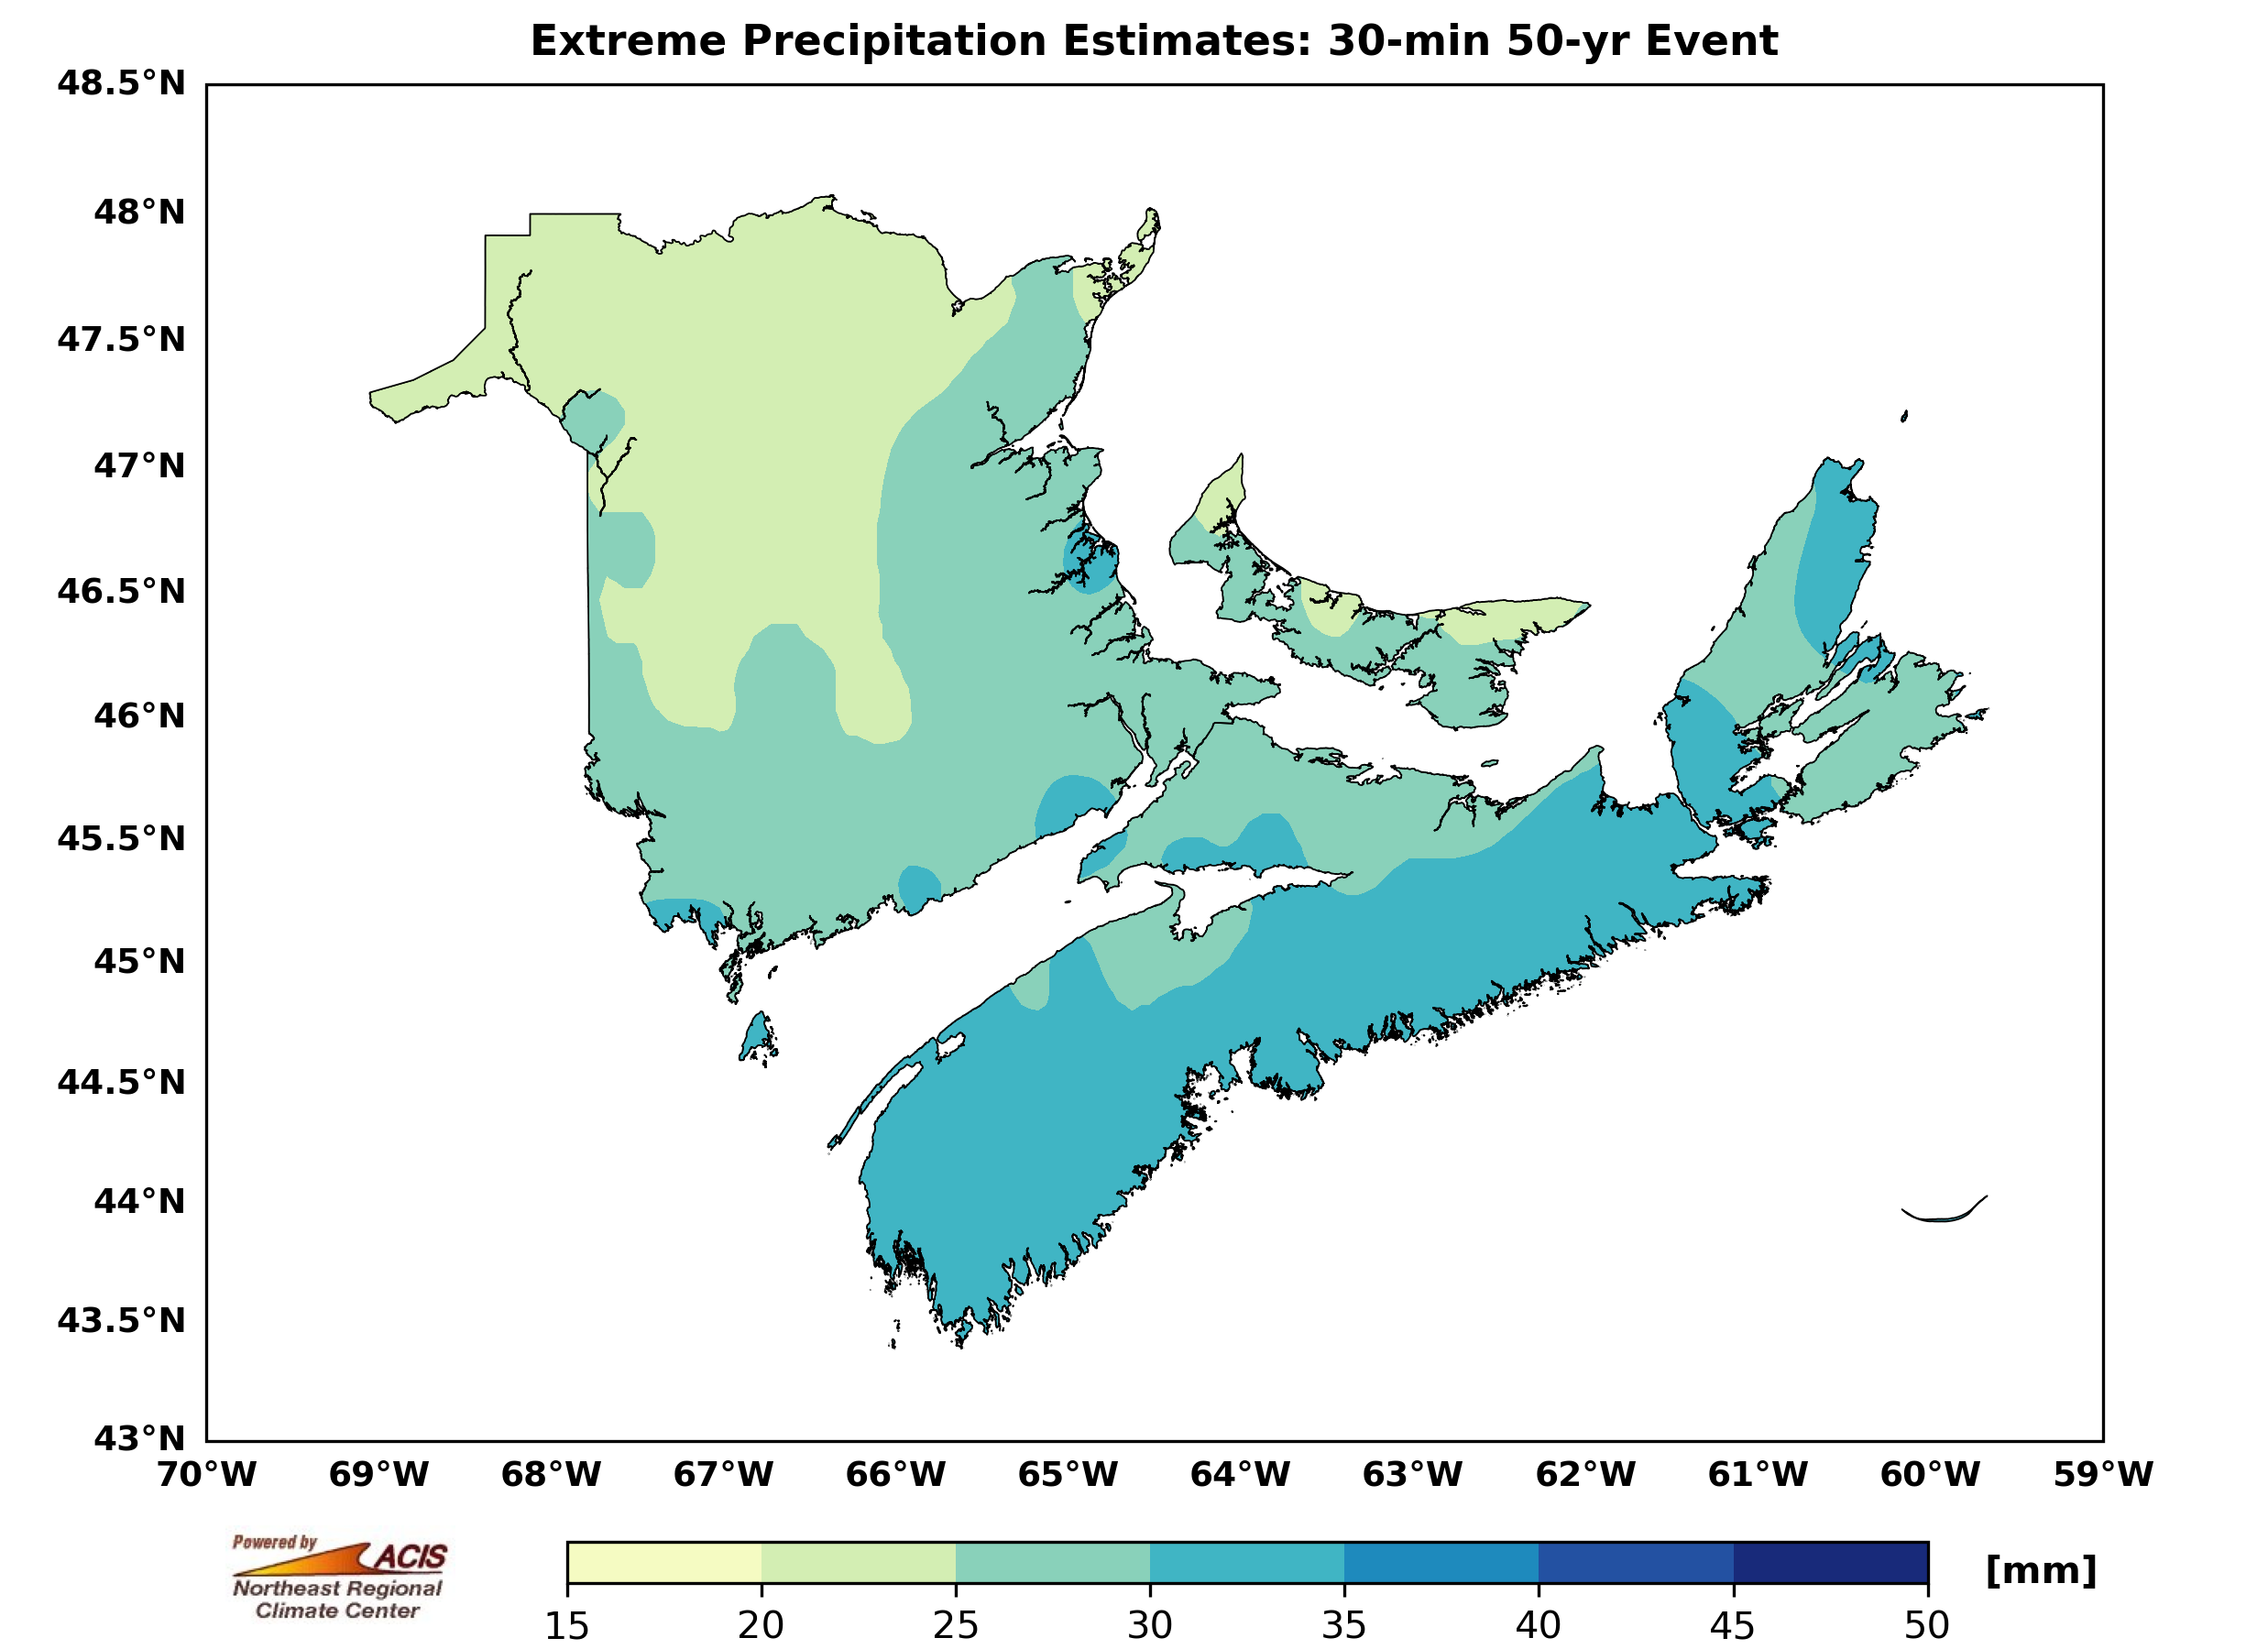 Extreme Precipitation Estimates: 30-min 50-yr Event
48.5°N
48°N
47.5°N
47°N
46.5°N
46°N
45.5°N
45°N
44.5°N
44°N
43.5°N
43°N
70°W 69°W 68°W 67°W 66°W 65°W 64°W 63°W 62°W 61°W 60°W 59°W
Powered by
ACIS
Northeast Regional
Climate Center
[mm]
15 20 25 30 35 40 45 50